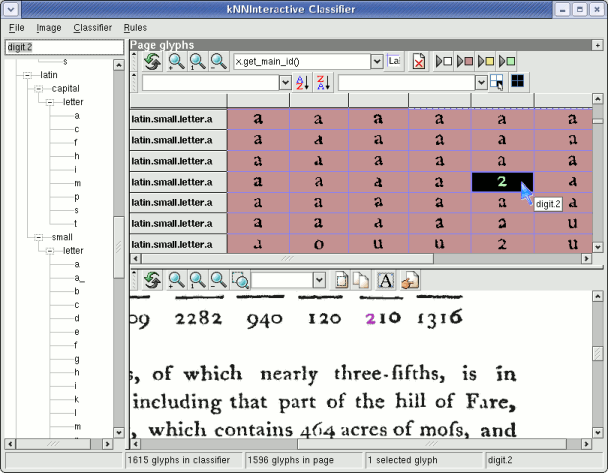 kNNInteractive Classifier
File Image Classifier Rules
digit.2
Page glyphs
x.get_main_id()
La
s
latin
capital
letter
a
c
f
h
i
m
p
s
t
small
letter
a
a_
b
c
d
e
f
g
h
i
k
l
m
latin.small.letter.a a a a a a a
latin.small.letter.a a a a a a a
latin.small.letter.a a a a a a a
latin.small.letter.a a a a a 2 a
digit.2
latin.small.letter.a a a a a a a
latin.small.letter.a a a a a a u
latin.small.letter.a a o u u 2 u
A
09 2282 940 120 210 1316
s, of which nearly three-fifths, is in
including that part of the hill of Fare,
, which contains 464 acres of moſs, and
1615 glyphs in classifier 1596 glyphs in page 1 selected glyph digit.2